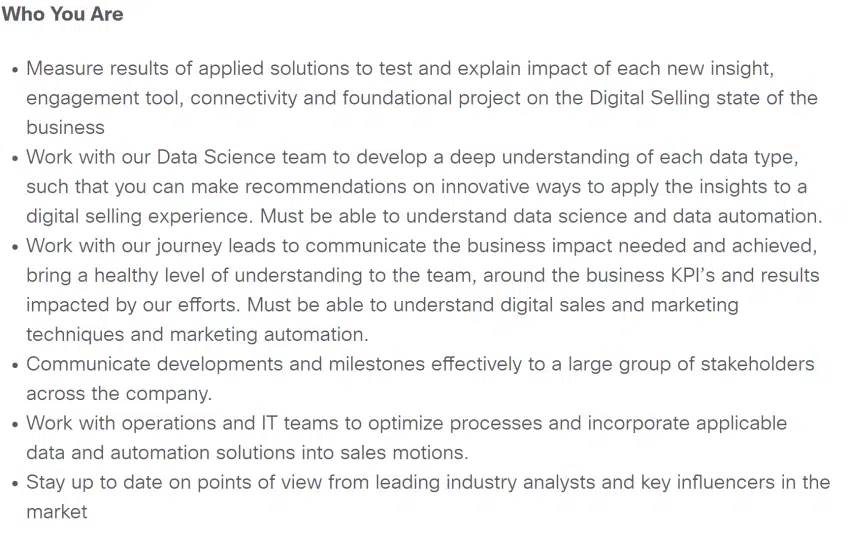 Who You Are
• Measure results of applied solutions to test and explain impact of each new insight,
engagement tool, connectivity and foundational project on the Digital Selling state of the
business
• Work with our Data Science team to develop a deep understanding of each data type,
such that you can make recommendations on innovative ways to apply the insights to a
digital selling experience. Must be able to understand data science and data automation.
• Work with our journey leads to communicate the business impact needed and achieved,
bring a healthy level of understanding to the team, around the business KPI's and results
impacted by our efforts. Must be able to understand digital sales and marketing
techniques and marketing automation.
• Communicate developments and milestones effectively to a large group of stakeholders
across the company.
• Work with operations and IT teams to optimize processes and incorporate applicable
data and automation solutions into sales motions.
• Stay up to date on points of view from leading industry analysts and key influencers in the
market